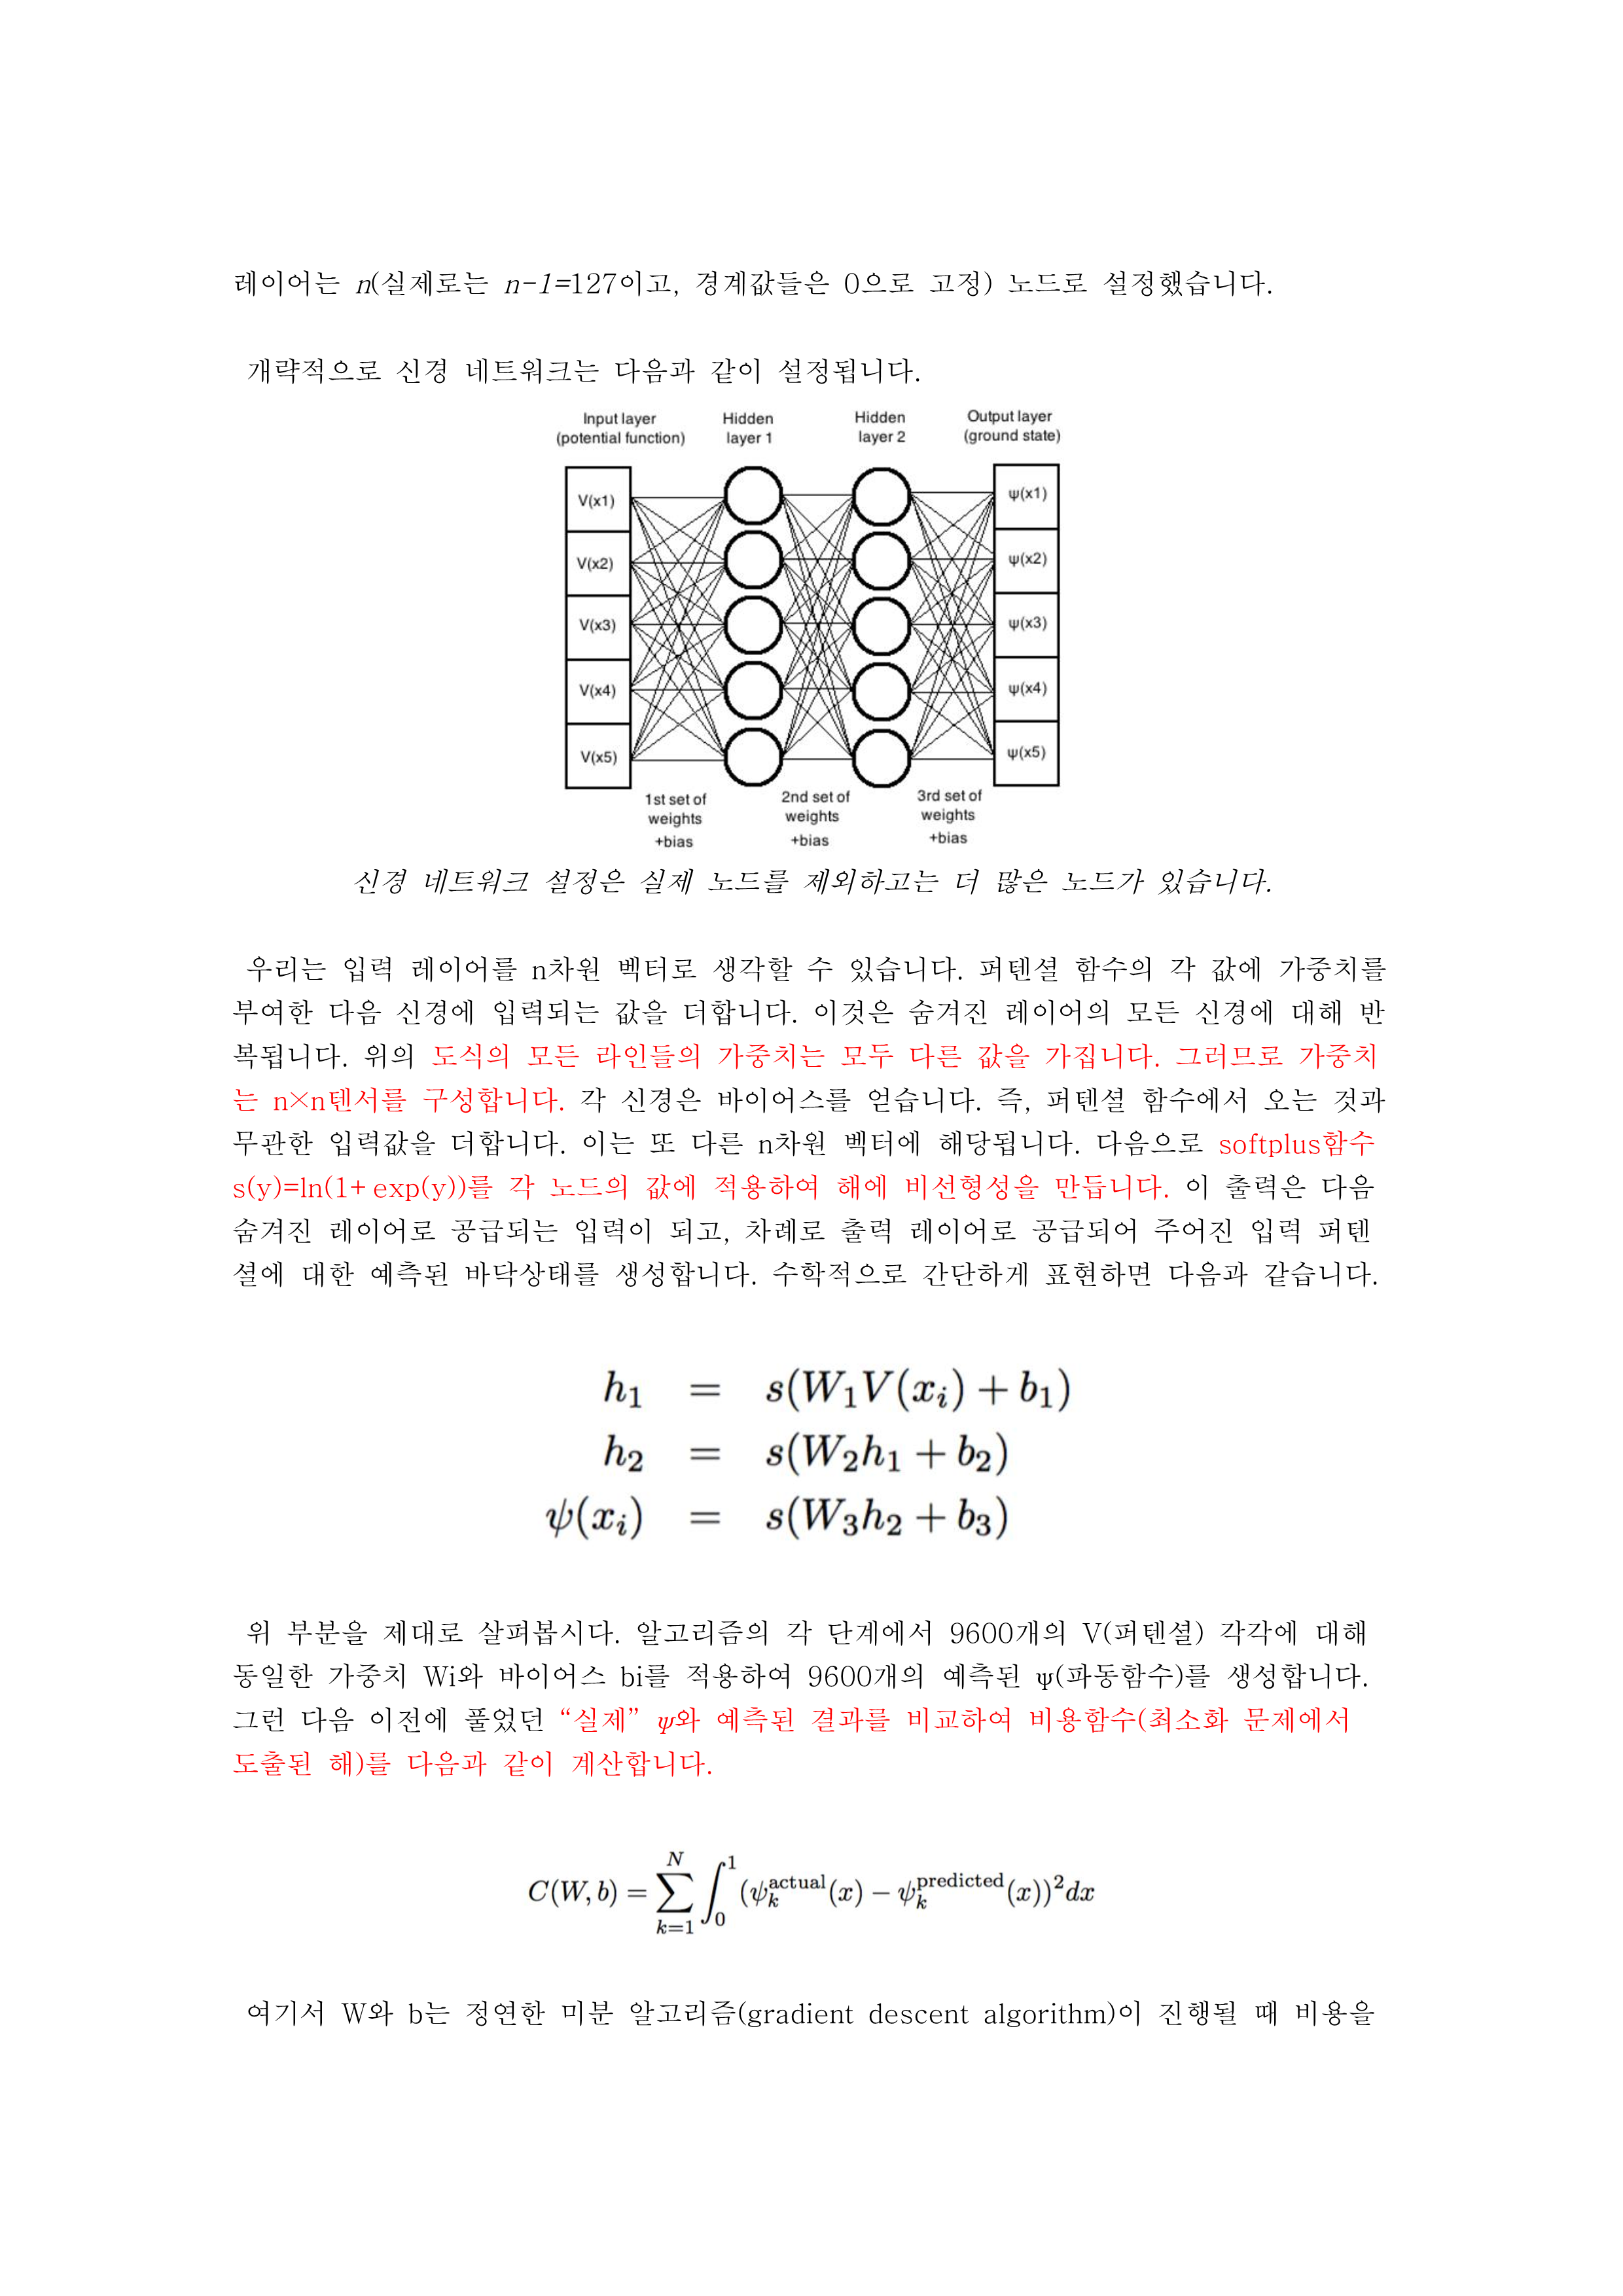 레이어는 n(실제로는 n-1=127이고, 경계값들은 0으로 고정) 노드로 설정했습니다.
개략적으로 신경 네트워크는 다음과 같이 설정됩니다.
Input layer
(potential function)
Hidden
layer 1
Hidden
layer 2
Output layer
(ground state)
V(x1)
V(x2)
V(x3)
V(x4)
V(x5)
ψ(x1)
ψ(x2)
ψ(x3)
ψ(x4)
ψ(x5)
1st set of
weights
+bias
2nd set of
weights
+bias
3rd set of
weights
+bias
신경 네트워크 설정은 실제 노드를 제외하고는 더 많은 노드가 있습니다.
우리는 입력 레이어를 n차원 벡터로 생각할 수 있습니다. 퍼텐셜 함수의 각 값에 가중치를
부여한 다음 신경에 입력되는 값을 더합니다. 이것은 숨겨진 레이어의 모든 신경에 대해 반
복됩니다. 위의 도식의 모든 라인들의 가중치는 모두 다른 값을 가집니다. 그러므로 가중치
는 n×n텐서를 구성합니다. 각 신경은 바이어스를 얻습니다. 즉, 퍼텐셜 함수에서 오는 것과
무관한 입력값을 더합니다. 이는 또 다른 n차원 벡터에 해당됩니다. 다음으로 softplus함수
s(y)=ln(1+ exp(y))를 각 노드의 값에 적용하여 해에 비선형성을 만듭니다. 이 출력은 다음
숨겨진 레이어로 공급되는 입력이 되고, 차례로 출력 레이어로 공급되어 주어진 입력 퍼텐
셜에 대한 예측된 바닥상태를 생성합니다. 수학적으로 간단하게 표현하면 다음과 같습니다.
h₁ = s(W₁V(xᵢ) + b₁)
h₂ = s(W₂h₁ + b₂)
ψ(xᵢ) = s(W₃h₂ + b₃)
위 부분을 제대로 살펴봅시다. 알고리즘의 각 단계에서 9600개의 V(퍼텐셜) 각각에 대해
동일한 가중치 Wi와 바이어스 bi를 적용하여 9600개의 예측된 ψ(파동함수)를 생성합니다.
그런 다음 이전에 풀었던 “실제” ψ와 예측된 결과를 비교하여 비용함수(최소화 문제에서
도출된 해)를 다음과 같이 계산합니다.
C(W, b) = ∑_{k=1}^{N} ∫_0^1 (ψ_k^{actual}(x) − ψ_k^{predicted}(x))² dx
여기서 W와 b는 정연한 미분 알고리즘(gradient descent algorithm)이 진행될 때 비용을